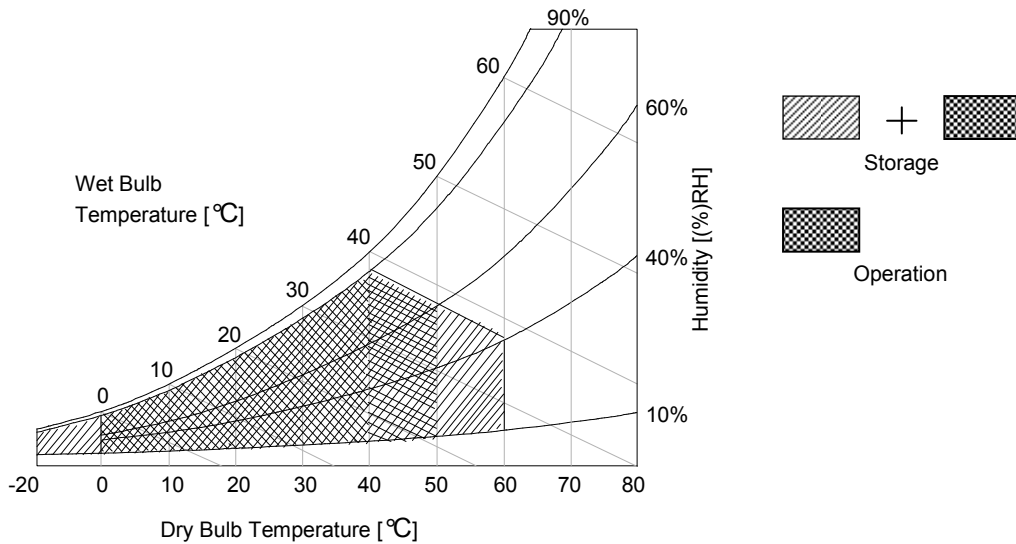 90%
60
60%
50
Wet Bulb
Temperature [℃]
40
40%
30
20
10
0
10%
Humidity [(%)RH]
-20 0 10 20 30 40 50 60 70 80
Dry Bulb Temperature [℃]
+
Storage
Operation